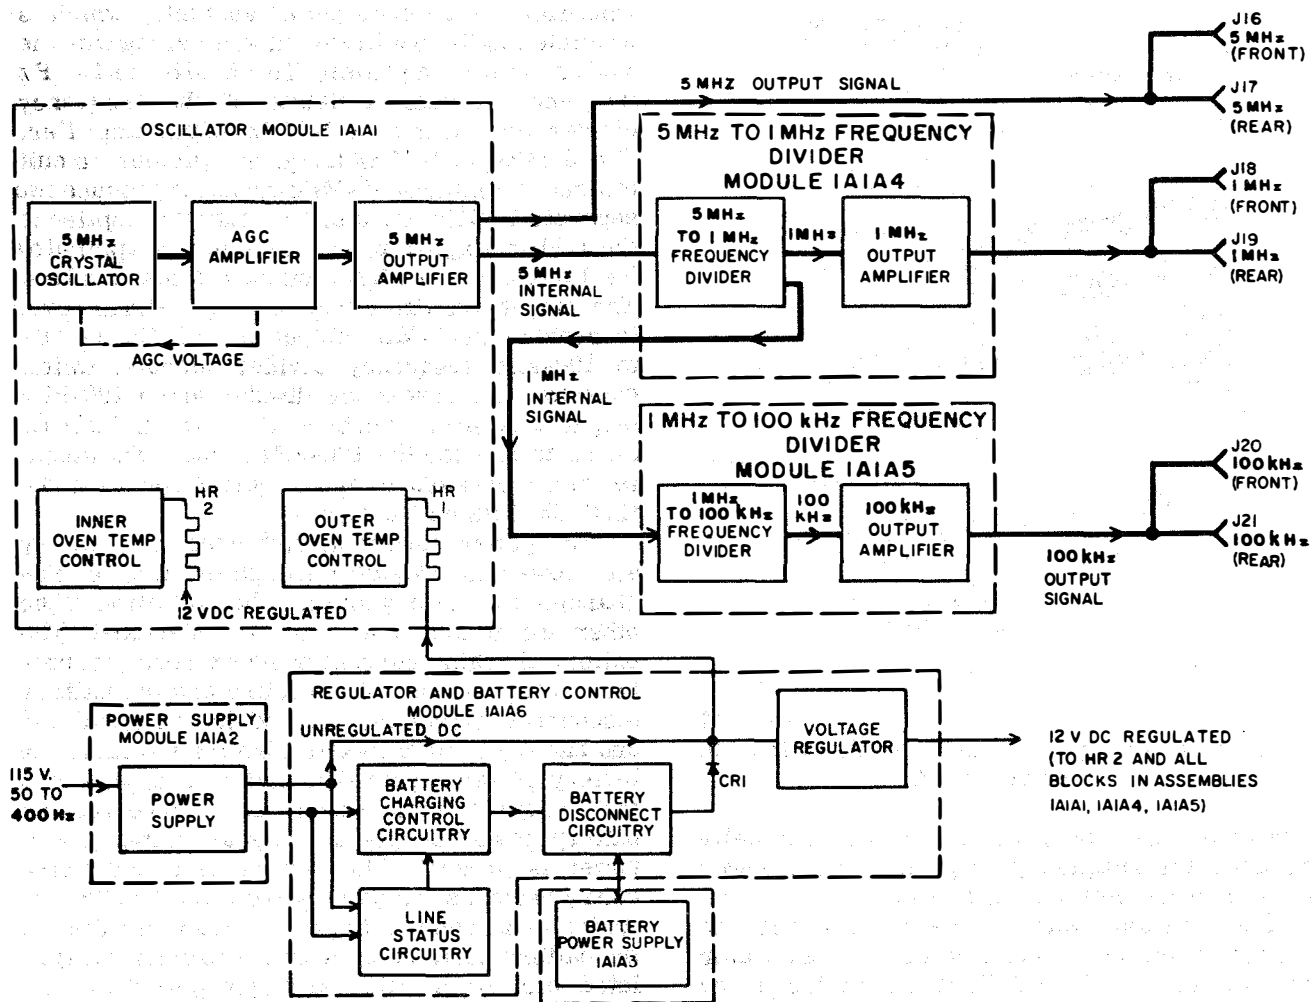 J16
5 MHz
(FRONT)
5 MHz OUTPUT SIGNAL
J17
5 MHz
(REAR)
OSCILLATOR MODULE 1A1A1
5 MHz TO 1 MHz FREQUENCY
DIVIDER
MODULE 1A1A4
J18
1 MHz
(FRONT)
5 MHz
CRYSTAL
OSCILLATOR
AGC
AMPLIFIER
5 MHz
OUTPUT
AMPLIFIER
5 MHz
INTERNAL
SIGNAL
5 MHz
TO 1 MHz
FREQUENCY
DIVIDER
1MHz
1 MHz
OUTPUT
AMPLIFIER
J19
1 MHz
(REAR)
AGC VOLTAGE
1 MHz
INTERNAL
SIGNAL
1 MHz TO 100 kHz FREQUENCY
DIVIDER
MODULE 1A1A5
J20
100 kHz
(FRONT)
INNER
OVEN TEMP
CONTROL
HR
2
12 VDC REGULATED
OUTER
OVEN TEMP
CONTROL
HR
1
1MHz
TO 100 kHz
FREQUENCY
DIVIDER
100
kHz
100 kHz
OUTPUT
AMPLIFIER
100 kHz
OUTPUT
SIGNAL
J21
100 kHz
(REAR)
REGULATOR AND BATTERY CONTROL
MODULE 1A1A6
POWER SUPPLY
MODULE 1A1A2
UNREGULATED DC
VOLTAGE
REGULATOR
12 V DC REGULATED
(TO HR 2 AND ALL
BLOCKS IN ASSEMBLIES
1A1A1, 1A1A4, 1A1A5)
115 V.
50 TO
400 Hz
POWER
SUPPLY
BATTERY
CHARGING
CONTROL
CIRCUITRY
BATTERY
DISCONNECT
CIRCUITRY
CR1
LINE
STATUS
CIRCUITRY
BATTERY
POWER SUPPLY
1A1A3